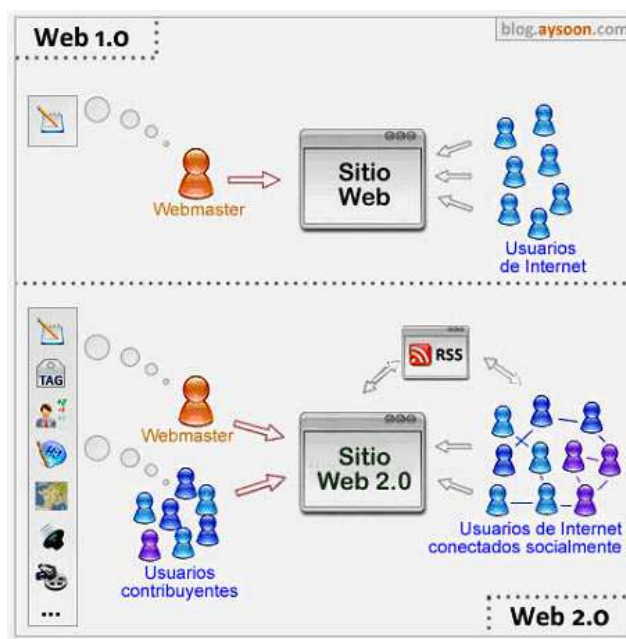 Web 1.0
blog.aysoon.com
Webmaster
Sitio
Web
Usuarios
de Internet
RSS
TAG
Webmaster
Sitio
Web 2.0
Usuarios
contribuyentes
Usuarios de Internet
conectados socialmente
...
Web 2.0